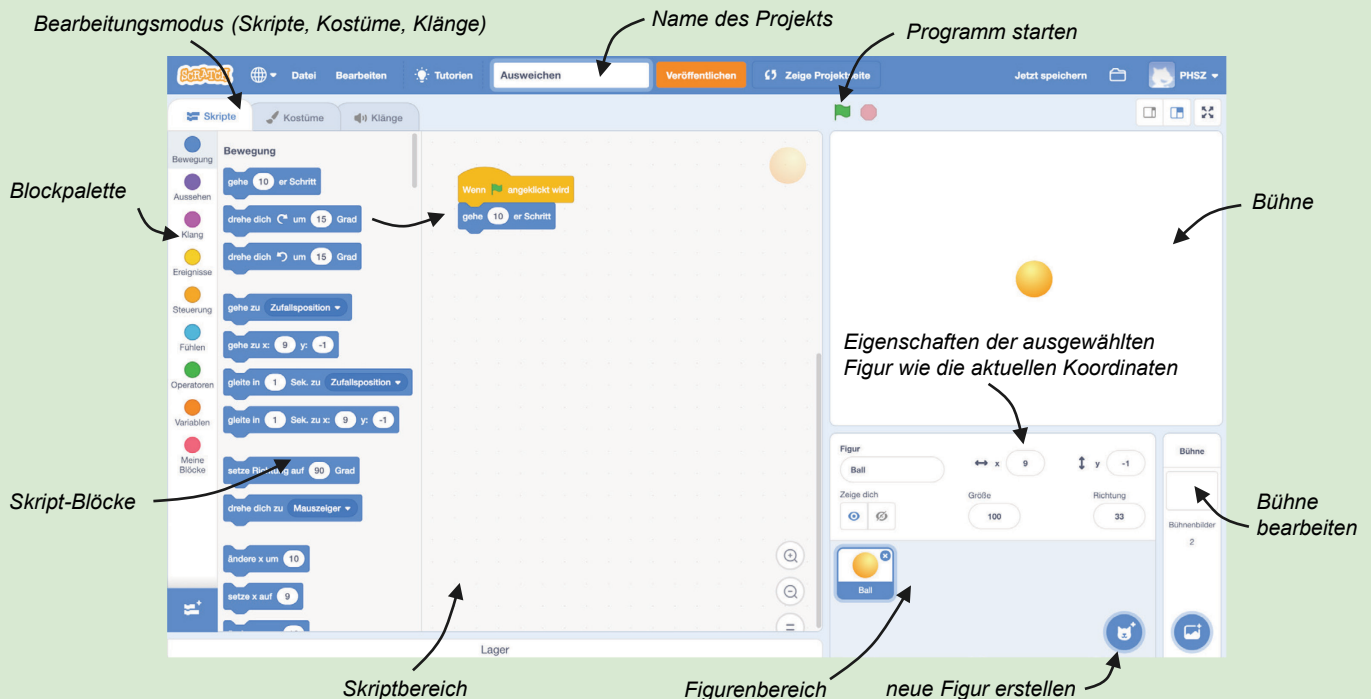 Bearbeitungsmodus (Skripte, Kostüme, Klänge)
Name des Projekts
Programm starten
SCRATCH
Datei
Bearbeiten
Tutorien
Ausweichen
Veröffentlichen
Zeige Projektseite
Jetzt speichern
PHSZ
Skripte
Kostüme
Klänge
Blockpalette
Bewegung
Aussehen
Klang
Ereignisse
Steuerung
Fühlen
Operatoren
Variablen
Meine
Blöcke
Skript-Blöcke
Bewegung
gehe 10 er Schritt
drehe dich um 15 Grad
drehe dich um 15 Grad
gehe zu Zufallsposition
gehe zu x: 9 y: -1
gleite in 1 Sek. zu Zufallsposition
gleite in 1 Sek. zu x: 9 y: -1
setze Richtung auf 90 Grad
drehe dich zu Mauszeiger
ändere x um 10
setze x auf 9
Wenn angeklickt wird
gehe 10 er Schritt
Bühne
Eigenschaften der ausgewählten
Figur wie die aktuellen Koordinaten
Figur
Ball
x 9
y -1
Zeige dich
Größe
100
Richtung
33
Ball
Bühne
Bühnenbilder
2
Bühne
bearbeiten
Lager
Skriptbereich
Figurenbereich
neue Figur erstellen